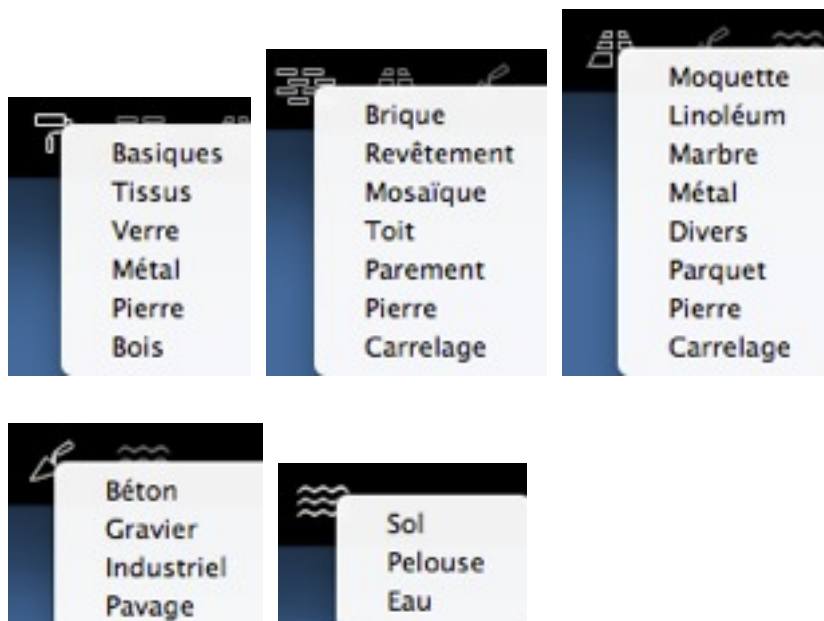 Basiques
Tissus
Verre
Métal
Pierre
Bois
Brique
Revêtement
Mosaïque
Toit
Parement
Pierre
Carrelage
Moquette
Linoléum
Marbre
Métal
Divers
Parquet
Pierre
Carrelage
Béton
Gravier
Industriel
Pavage
Sol
Pelouse
Eau